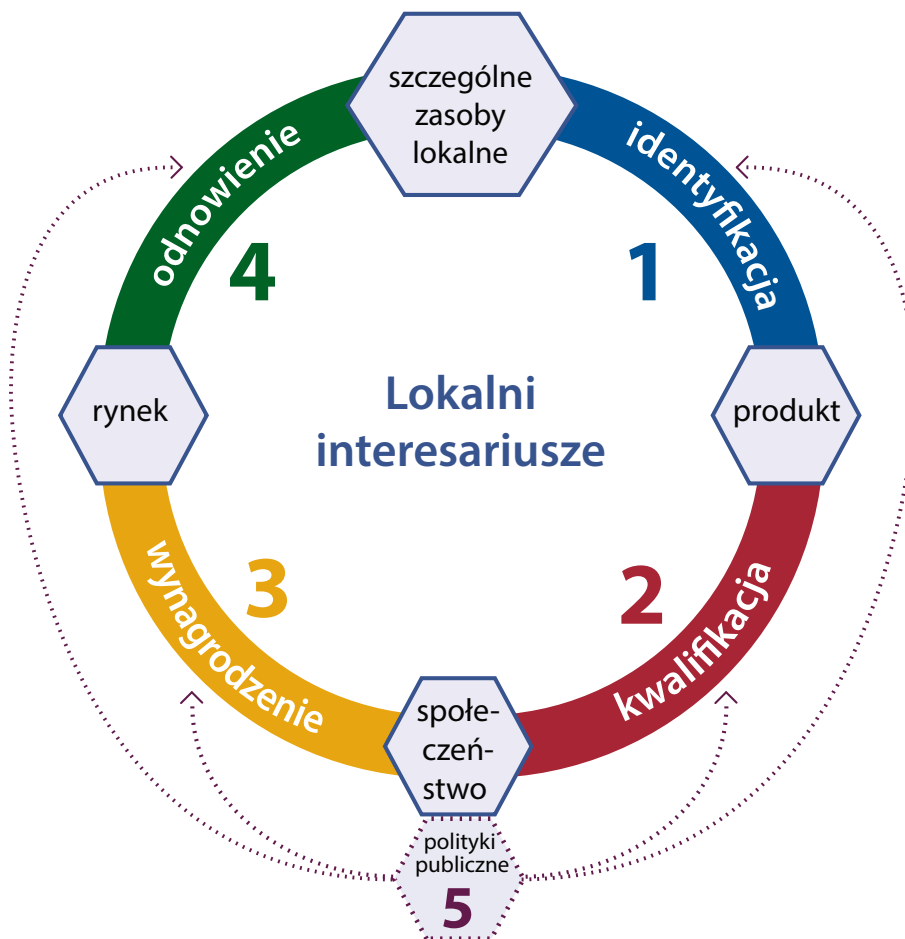 szczególne
zasoby
lokalne
identyfikacja
1
produkt
kwalifikacja
2
społe-
czeń-
stwo
wynagrodzenie
3
rynek
odnowienie
4
Lokalni
interesariusze
polityki
publiczne
5